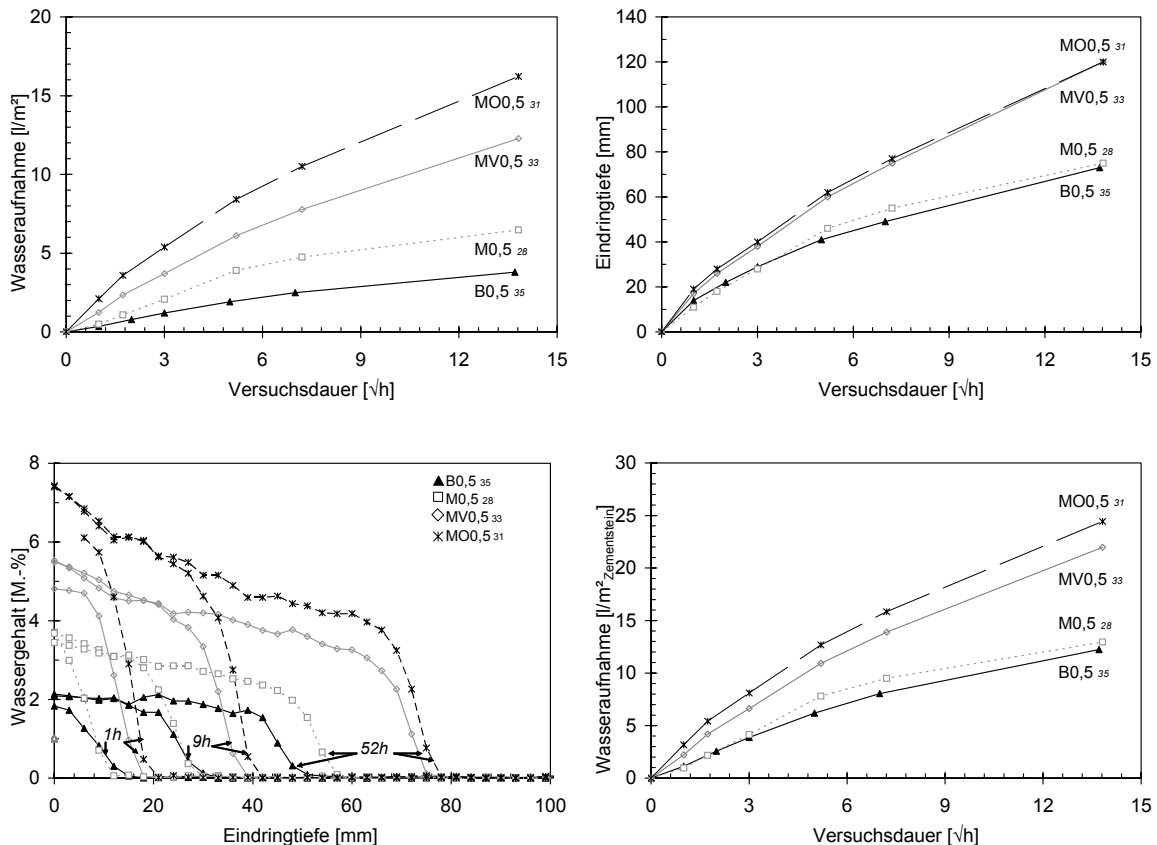 20
15
10
5
0
0 3 6 9 12 15
Wasseraufnahme [l/m²]
Versuchsdauer [√h]
MO0,5 31
MV0,5 33
M0,5 28
B0,5 35
140
120
100
80
60
40
20
0
0 3 6 9 12 15
Eindringtiefe [mm]
Versuchsdauer [√h]
MO0,5 31
MV0,5 33
M0,5 28
B0,5 35
8
6
4
2
0
0 20 40 60 80 100
Wassergehalt [M.-%]
Eindringtiefe [mm]
B0,5 35
M0,5 28
MV0,5 33
MO0,5 31
1h
9h
52h
30
25
20
15
10
5
0
0 3 6 9 12 15
Wasseraufnahme [l/m²Zementstein]
Versuchsdauer [√h]
MO0,5 31
MV0,5 33
M0,5 28
B0,5 35